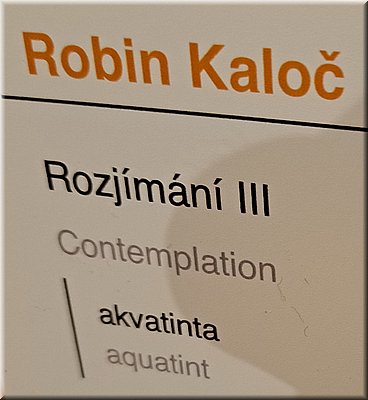 Robin Kaloč
Rozjímání III
Contemplation
akvatinta
aquatint